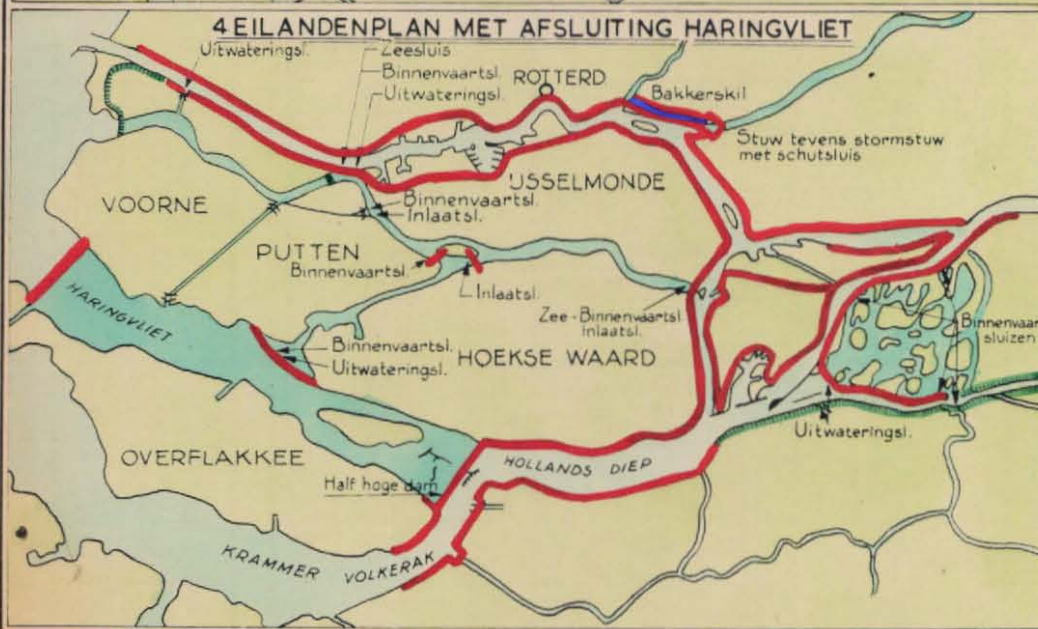 4 EILANDENPLAN MET AFSLUITING HARINGVLIET
Uitwateringsl.
Zeesluis
Binnenvaartsl.
Uitwateringsl.
ROTTERD
Bakkerskil
Stuw tevens stormstuw
met schutsluis
VOORNE
IJSSELMONDE
Binnenvaartsl.
Inlaatsl.
PUTTEN
Binnenvaartsl.
Inlaatsl.
HARINGVLIET
Zee-Binnenvaartsl.
inlaatsl.
Binnenvaar
sluizen
Binnenvaartsl.
Uitwateringsl.
HOEKSE WAARD
Uitwateringsl.
OVERFLAKKEE
HOLLANDS DIEP
Half hoge dam
KRAMMER VOLKERAK